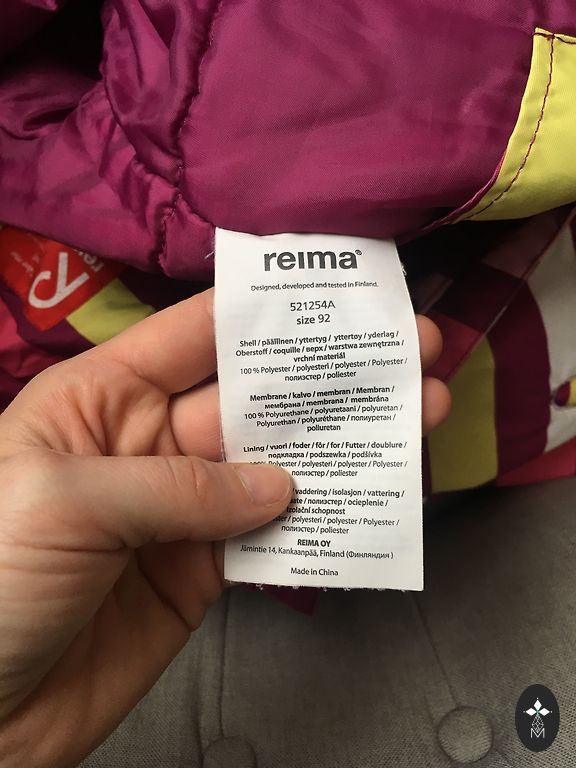 reima®
Designed, developed and tested in Finland.
521254A
size 92
Shell / päällinen / yttertyg / yttertøy / yderlag /
Oberstoff / coquille / верх / warstwa zewnętrzna /
vrchní materiál
100 % Polyester / polyesteri / polyester / Polyester /
полиэстер / poliester
Membrane / kalvo / membran / Membran /
мембрана / membrana / membrána
100 % Polyurethane / polyuretaani / polyuretan /
Polyurethan / polyuréthane / полиуретан /
poliuretan
Lining / vuori / foder / fôr / for / Futter / doublure /
подкладка / podszewka / podšívka
Polyester / polyesteri / polyester / Polyester /
полиэстер / poliester
/ vaddering / isolasjon / vattering /
/ полиэстер / ocieplenie /
izolační schopnost
/ polyesteri / polyester / Polyester /
полиэстер / poliester
REIMA OY
Jämintie 14, Kankaanpää, Finland (Финляндия )
Made in China
M